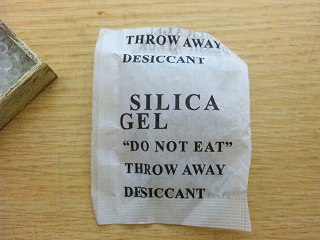 THROW AWAY
DESICCANT
SILICA
GEL
“DO NOT EAT”
THROW AWAY
DESICCANT